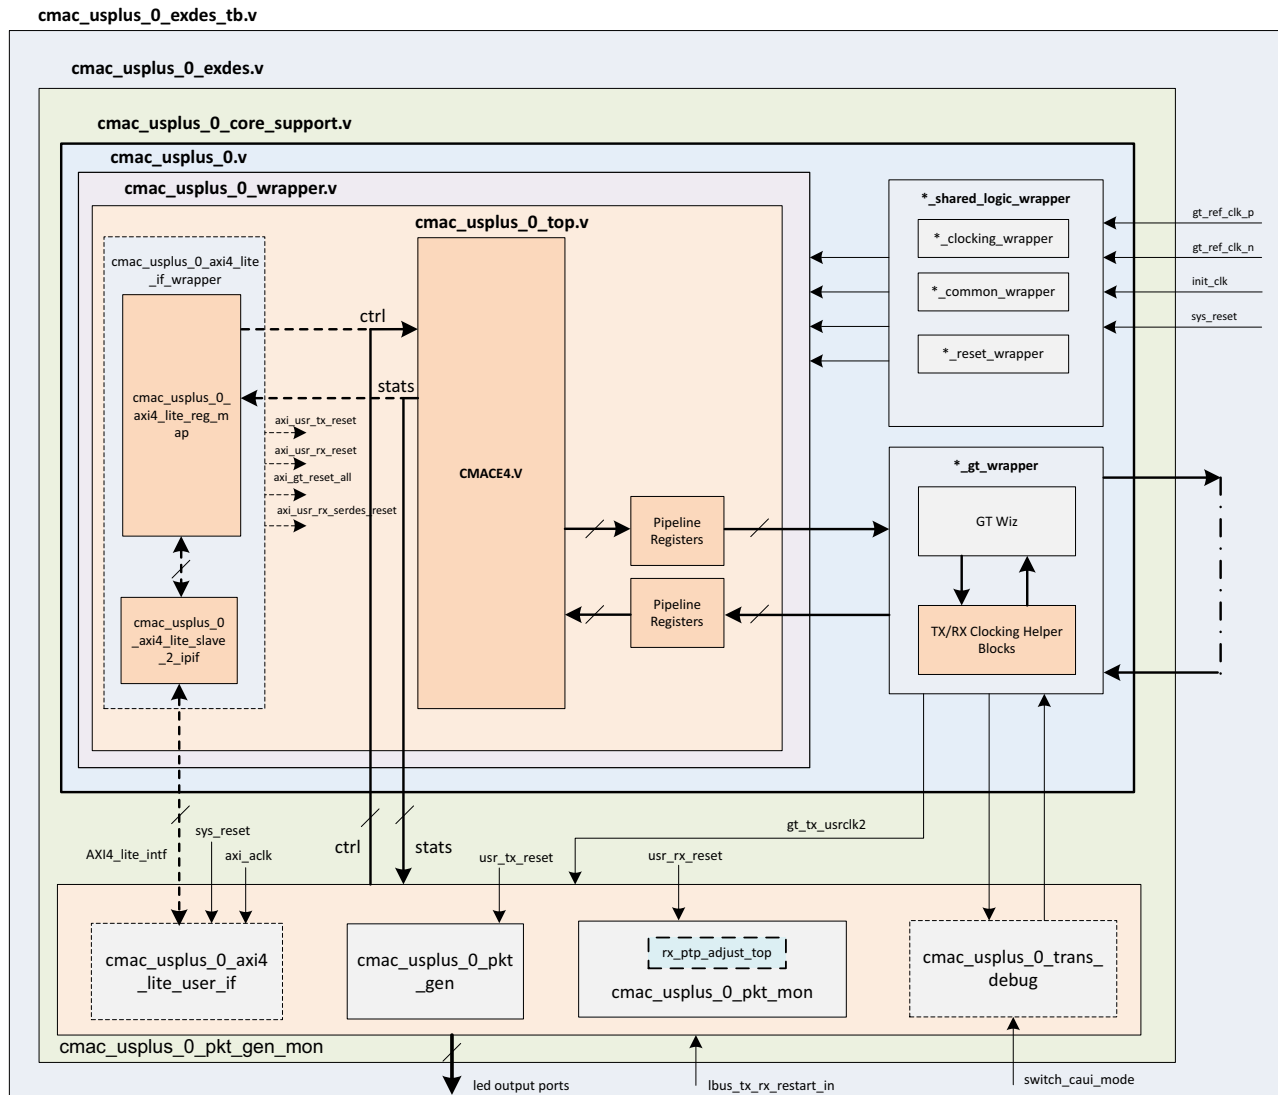 cmac_usplus_0_exdes_tb.v
cmac_usplus_0_exdes.v
cmac_usplus_0_core_support.v
cmac_usplus_0.v
cmac_usplus_0_wrapper.v
cmac_usplus_0_top.v
cmac_usplus_0_axi4_lite
_if_wrapper
cmac_usplus_0_
axi4_lite_reg_m
ap
ctrl
stats
axi_usr_tx_reset
axi_usr_rx_reset
axi_gt_reset_all
axi_usr_rx_serdes_reset
cmac_usplus_0
_axi4_lite_slave
_2_ipif
CMACE4.V
Pipeline
Registers
Pipeline
Registers
*_shared_logic_wrapper
*_clocking_wrapper
*_common_wrapper
*_reset_wrapper
gt_ref_clk_p
gt_ref_clk_n
init_clk
sys_reset
*_gt_wrapper
GT Wiz
TX/RX Clocking Helper
Blocks
AXI4_lite_intf
sys_reset
axi_aclk
ctrl
stats
usr_tx_reset
usr_rx_reset
gt_tx_usrclk2
cmac_usplus_0_axi4
_lite_user_if
cmac_usplus_0_pkt
_gen
rx_ptp_adjust_top
cmac_usplus_0_pkt_mon
cmac_usplus_0_trans_
debug
cmac_usplus_0_pkt_gen_mon
led output ports
lbus_tx_rx_restart_in
switch_caui_mode